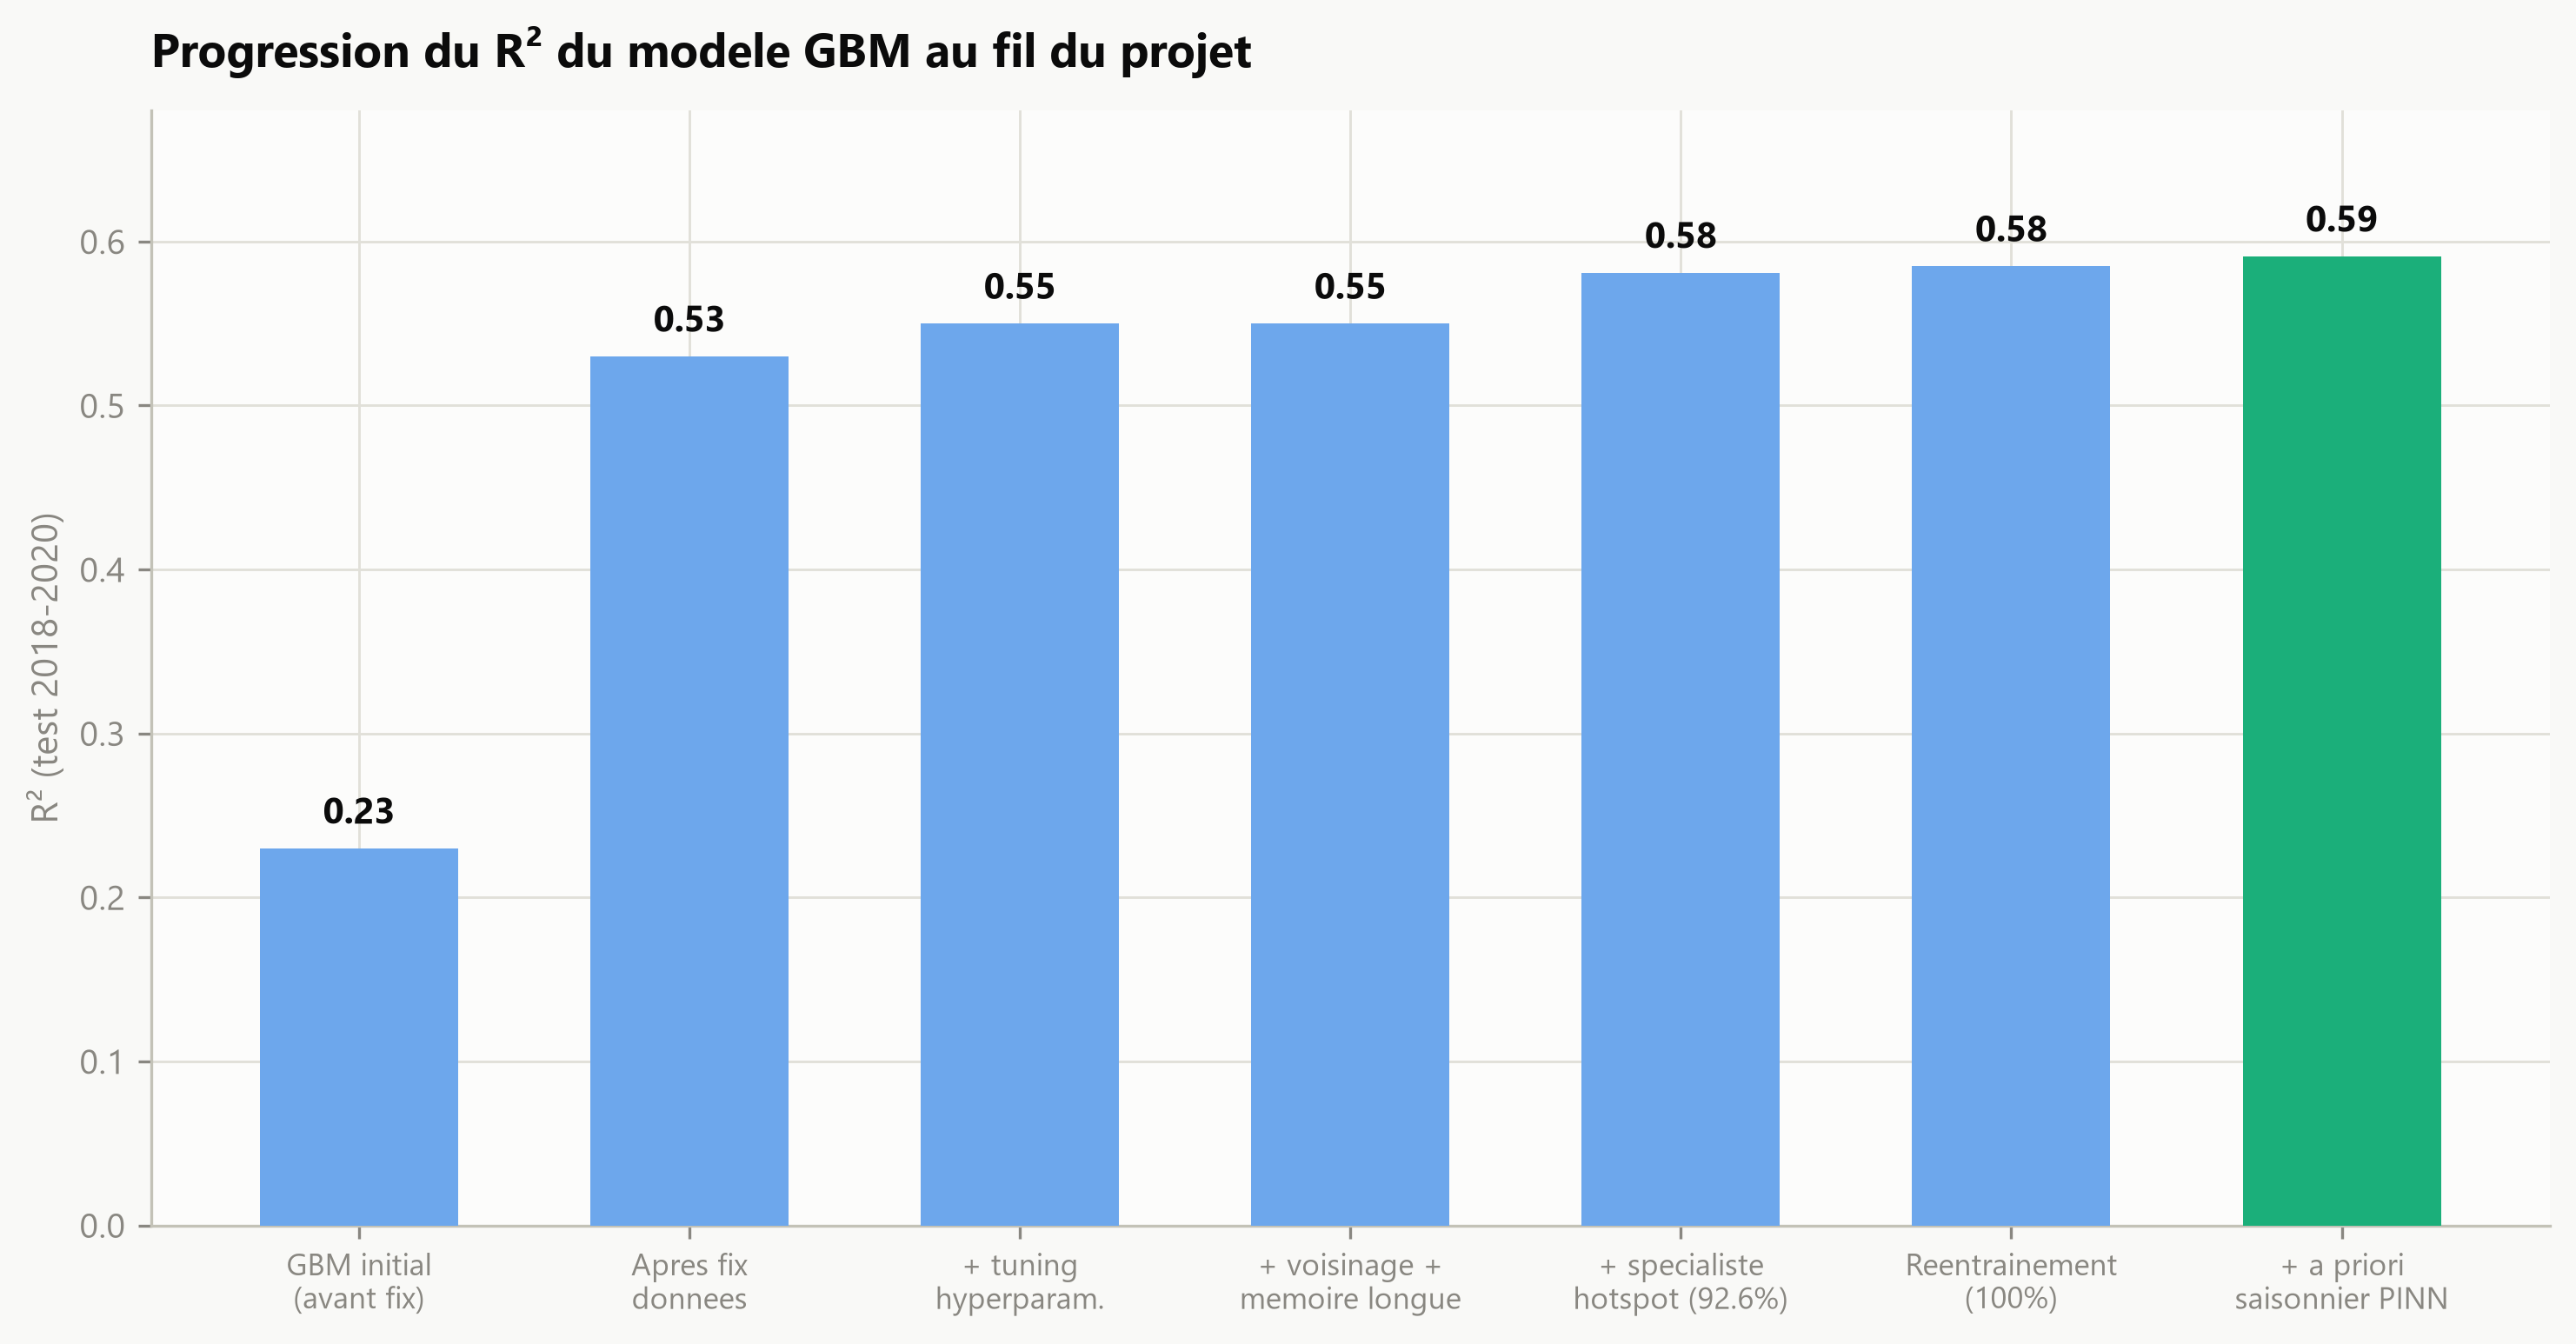 Progression du R² du modele GBM au fil du projet
R² (test 2018-2020)
0.6
0.5
0.4
0.3
0.2
0.1
0.0
0.23
0.53
0.55
0.55
0.58
0.58
0.59
GBM initial
(avant fix)
Apres fix
donnees
+ tuning
hyperparam.
+ voisinage +
memoire longue
+ specialiste
hotspot (92.6%)
Reentrainement
(100%)
+ a priori
saisonnier PINN